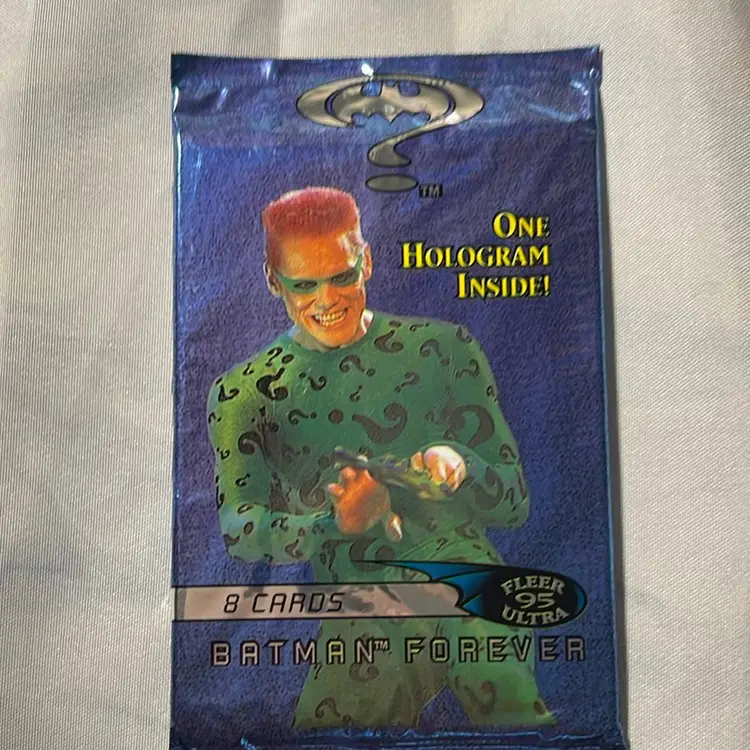 TM
ONE
HOLOGRAM
INSIDE!
8 CARDS
FLEER
95
ULTRA
BATMAN™ FOREVER